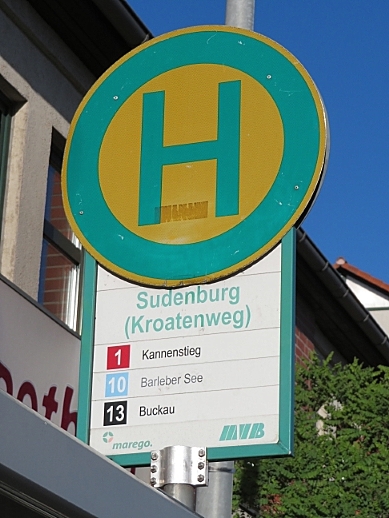 H
Sudenburg
(Kroatenweg)
1 Kannenstieg
10 Barleber See
13 Buckau
marego.
MVB